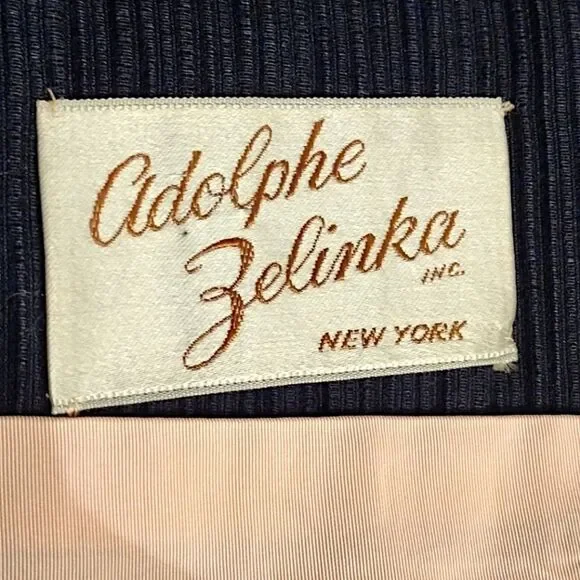 Adolphe
Zelinka
INC.
NEW YORK